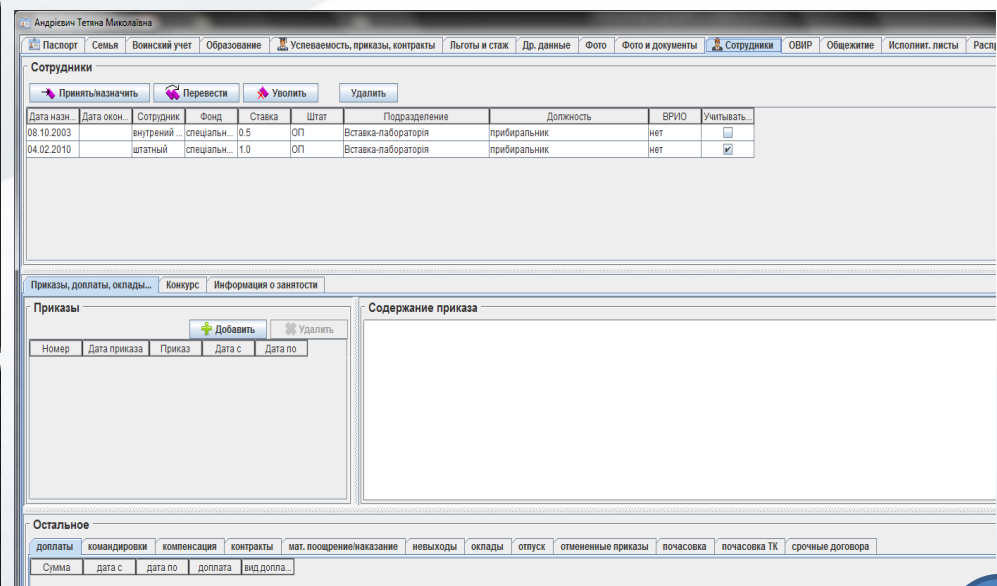 Андрієвич Тетяна Миколаївна
Паспорт Семья Воинский учет Образование Успеваемость, приказы, контракты Льготы и стаж Др. данные Фото Фото и документы Сотрудники ОВИР Общежитие Исполнит. листы Распр
Сотрудники
Принять/назначить Перевести Уволить Удалить
Дата назн... Дата окон... Сотрудник Фонд Ставка Штат Подразделение Должность ВРИО Учитывать...
08.10.2003 внутрений ... спеціальн... 0.5 ОП Вставка-лабораторія прибиральник нет
04.02.2010 штатный спеціальн... 1.0 ОП Вставка-лабораторія прибиральник нет
Приказы, доплаты, оклады... Конкурс Информация о занятости
Приказы Содержание приказа
Добавить Удалить
Номер Дата приказа Приказ Дата с Дата по
Остальное
доплаты командировки компенсация контракты мат. поощрение/наказание невыходы оклады отпуск отмененные приказы почасовка почасовка ТК срочные договора
Сумма дата с дата по доплата вид допла...